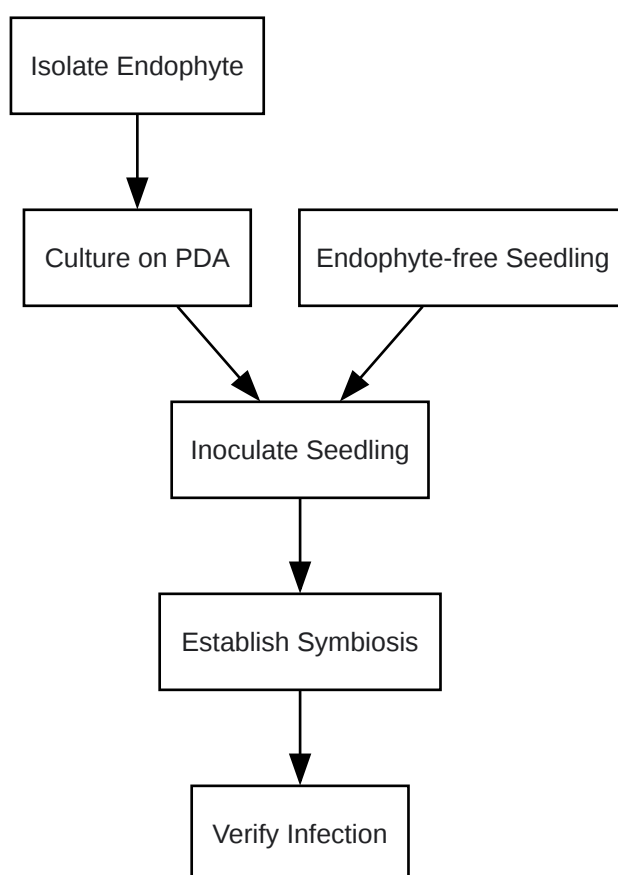 Isolate Endophyte
Culture on PDA
Endophyte-free Seedling
Inoculate Seedling
Establish Symbiosis
Verify Infection